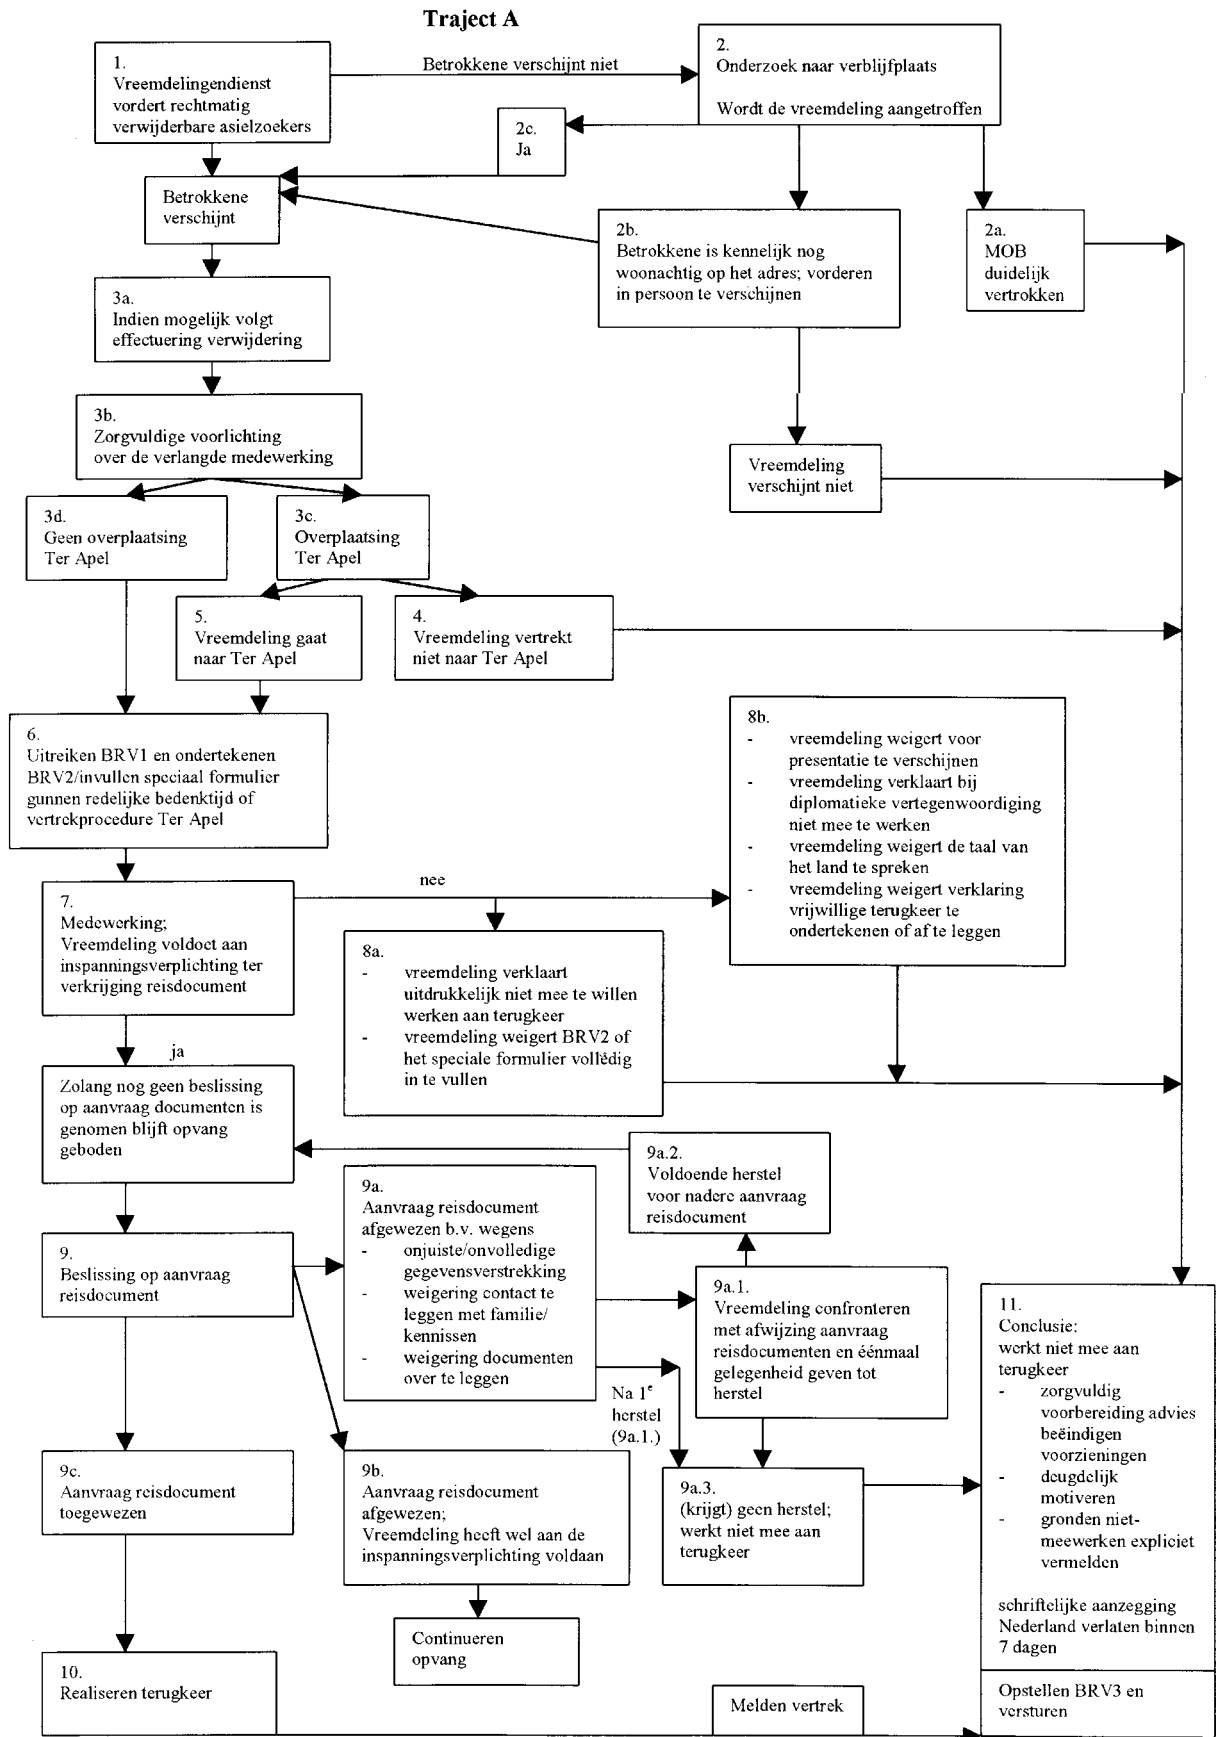 Traject A
1.
Vreemdelingendienst
vordert rechtmatig
verwijderbare asielzoekers
Betrokkene verschijnt niet
2.
Onderzoek naar verblijfplaats
Wordt de vreemdeling aangetroffen
2c.
Ja
Betrokkene
verschijnt
2b.
Betrokkene is kennelijk nog
woonachtig op het adres; vorderen
in persoon te verschijnen
2a.
MOB
duidelijk
vertrokken
3a.
Indien mogelijk volgt
effectuering verwijdering
3b.
Zorgvuldige voorlichting
over de verlangde medewerking
Vreemdeling
verschijnt niet
3d.
Geen overplaatsing
Ter Apel
3c.
Overplaatsing
Ter Apel
5.
Vreemdeling gaat
naar Ter Apel
4.
Vreemdeling vertrekt
niet naar Ter Apel
6.
Uitreiken BRV1 en ondertekenen
BRV2/invullen speciaal formulier
gunnen redelijke bedenktijd of
vertrekprocedure Ter Apel
8b.
- vreemdeling weigert voor
presentatie te verschijnen
- vreemdeling verklaart bij
diplomatieke vertegenwoordiging
niet mee te werken
- vreemdeling weigert de taal van
het land te spreken
- vreemdeling weigert verklaring
vrijwillige terugkeer te
ondertekenen of af te leggen
nee
7.
Medewerking;
Vreemdeling voldoet aan
inspanningsverplichting ter
verkrijging reisdocument
8a.
- vreemdeling verklaart
uitdrukkelijk niet mee te willen
werken aan terugkeer
- vreemdeling weigert BRV2 of
het speciale formulier volledig
in te vullen
ja
Zolang nog geen beslissing
op aanvraag documenten is
genomen blijft opvang
geboden
9a.2.
Voldoende herstel
voor nadere aanvraag
reisdocument
9a.
Aanvraag reisdocument
afgewezen b.v. wegens
- onjuiste/onvolledige
gegevensverstrekking
- weigering contact te
leggen met familie/
kennissen
- weigering documenten
over te leggen
9.
Beslissing op aanvraag
reisdocument
9a.1.
Vreemdeling confronteren
met afwijzing aanvraag
reisdocumenten en éénmaal
gelegenheid geven tot
herstel
Na 1e
herstel
(9a.1.)
11.
Conclusie:
werkt niet mee aan
terugkeer
- zorgvuldig
voorbereiding advies
beëindigen
voorzieningen
- deugdelijk
motiveren
- gronden niet-
meewerken expliciet
vermelden
schriftelijke aanzegging
Nederland verlaten binnen
7 dagen
9c.
Aanvraag reisdocument
toegewezen
9b.
Aanvraag reisdocument
afgewezen;
Vreemdeling heeft wel aan de
inspanningsverplichting voldaan
9a.3.
(krijgt) geen herstel;
werkt niet mee aan
terugkeer
Continueren
opvang
10.
Realiseren terugkeer
Melden vertrek
Opstellen BRV3 en
versturen